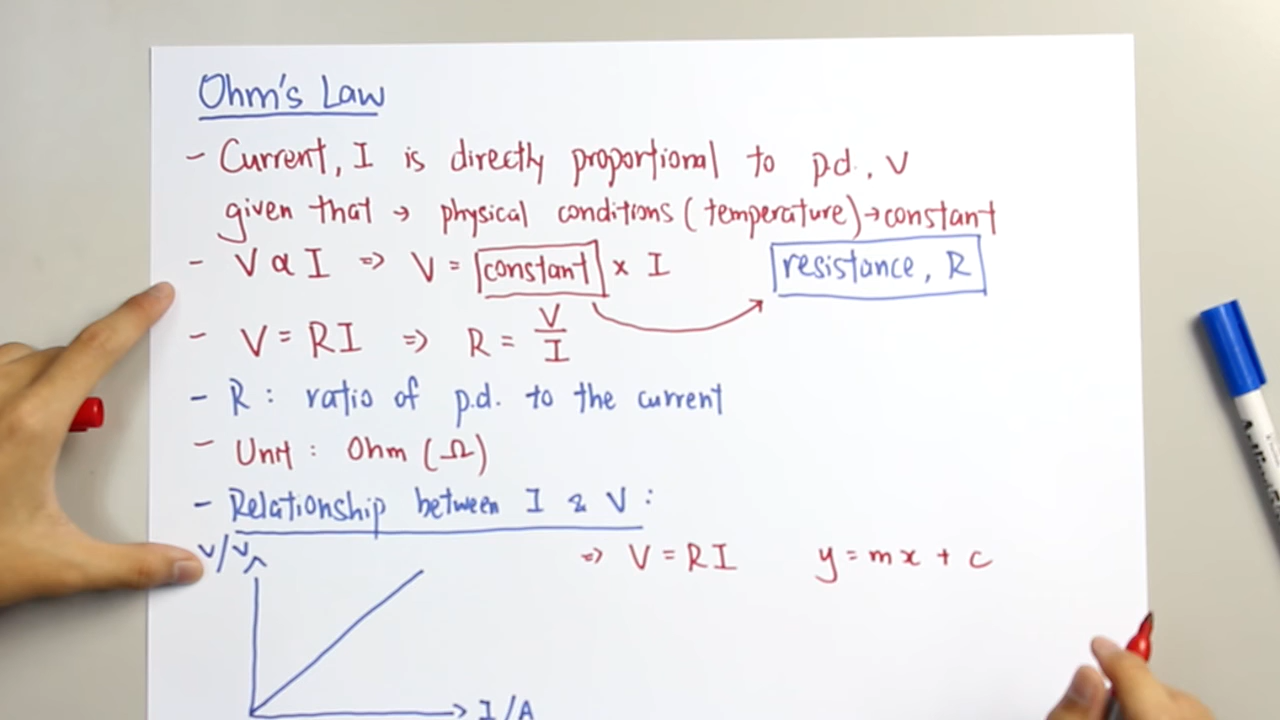 Ohm's Law
- Current, I is directly proportional to p.d., V
given that → physical conditions (temperature) → constant
- V α I ⇒ V = constant × I resistance, R
- V = RI ⇒ R = V/I
- R : ratio of p.d. to the current
- Unit : Ohm (Ω)
- Relationship between I & V :
V/V
⇒ V = RI y = mx + c
I/A